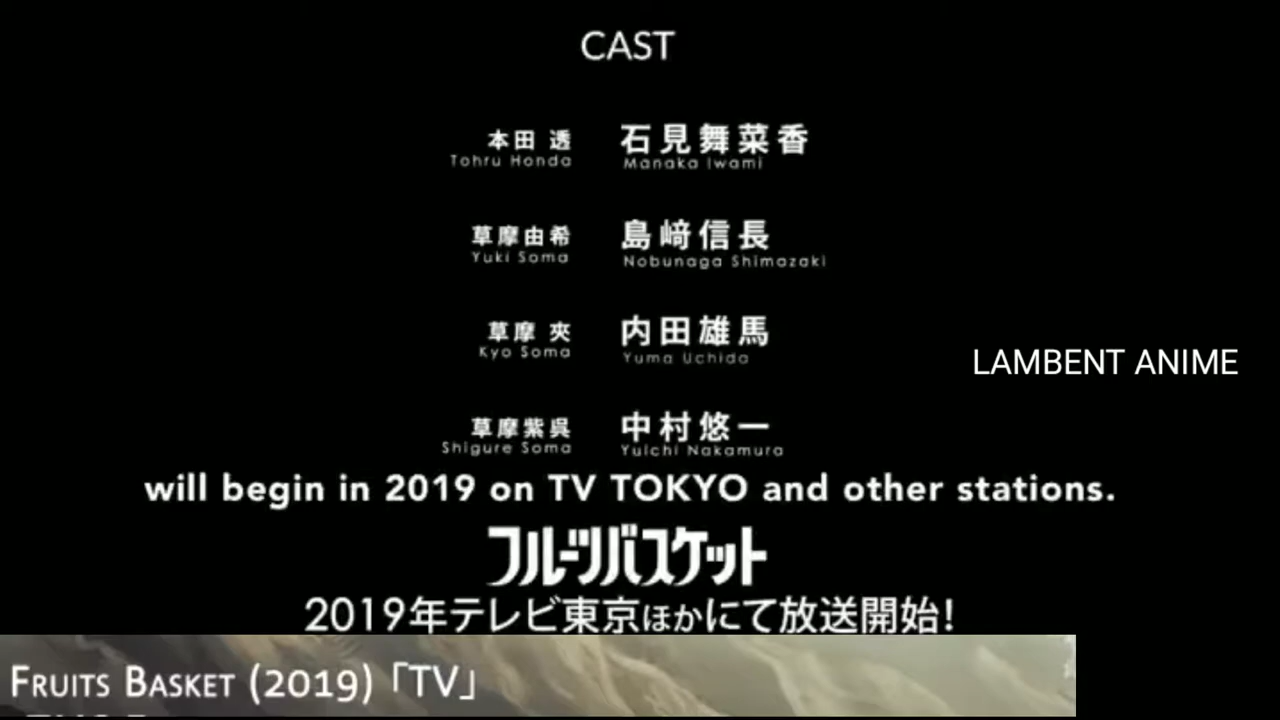 CAST
本田 透 石見舞菜香
Tohru Honda Manaka Iwami
草摩由希 島﨑信長
Yuki Soma Nobunaga Shimazaki
草摩 夾 内田雄馬
Kyo Soma Yuma Uchida
LAMBENT ANIME
草摩紫呉 中村悠一
Shigure Soma Yuichi Nakamura
will begin in 2019 on TV TOKYO and other stations.
フルーツバスケット
2019年テレビ東京ほかにて放送開始!
FRUITS BASKET (2019)「TV」